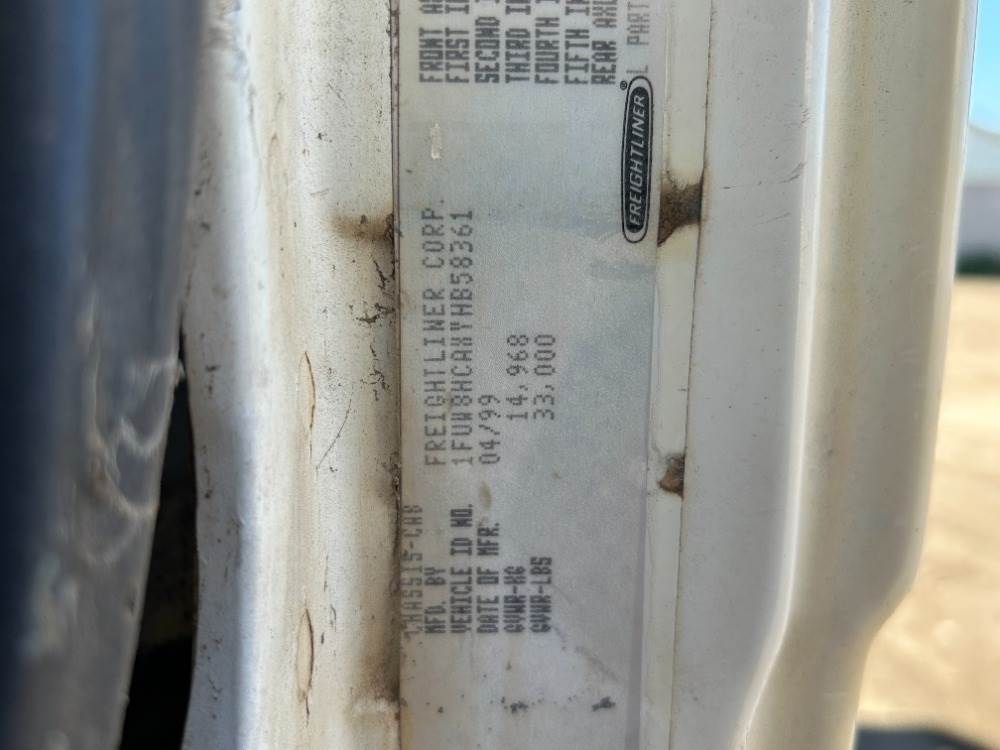 CHASSIS-CAB
MFD. BY FREIGHTLINER CORP.
VEHICLE ID NO. 1FUW8HCAXYHB58361
DATE OF MFR. 04/99
GVWR-KG 14,968
GVWR-LBS 33,000
FRONT
FIRST
SECOND
THIRD
FOURTH
FIFTH
REAR
FREIGHTLINER®
PART